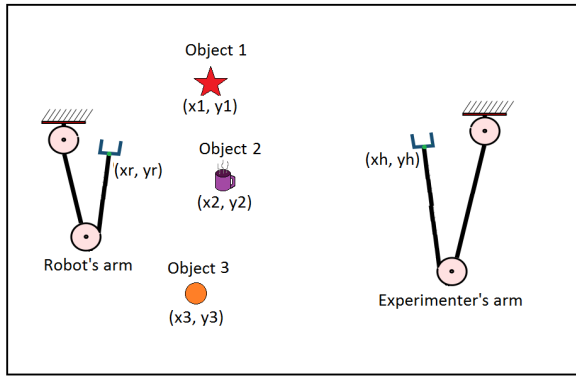 Object 1
(x1, y1)
Object 2
(x2, y2)
(xr, yr)
(xh, yh)
Robot's arm
Object 3
(x3, y3)
Experimenter's arm